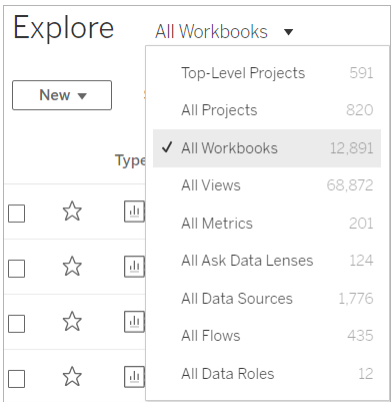 Explore All Workbooks
Top-Level Projects 591
New
All Projects 820
All Workbooks 12,891
Type
All Views 68,872
All Metrics 201
All Ask Data Lenses 124
All Data Sources 1,776
All Flows 435
All Data Roles 12